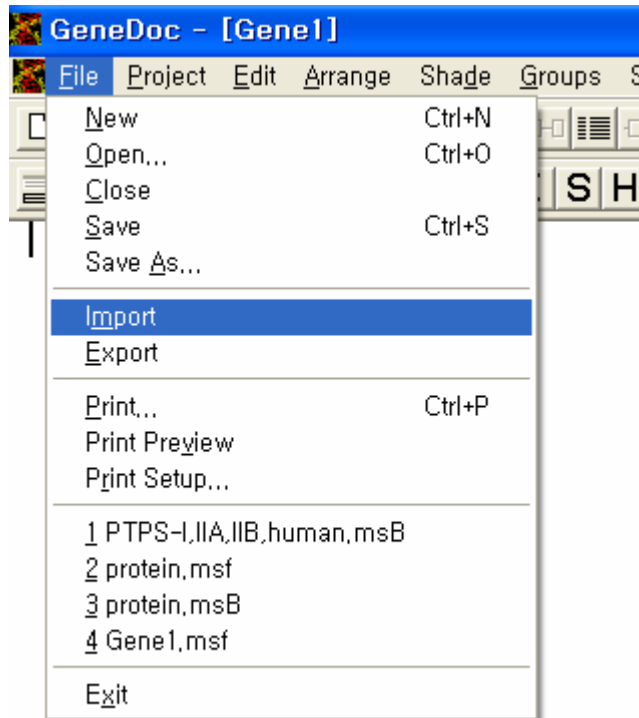 GeneDoc - [Gene1]
File Project Edit Arrange Shade Groups S
New Ctrl+N
Open... Ctrl+O
Close
S H
Save Ctrl+S
Save As...
Import
Export
Print... Ctrl+P
Print Preview
Print Setup...
1 PTPS-I,IIA,IIB,human,msB
2 protein,msf
3 protein,msB
4 Gene1,msf
Exit